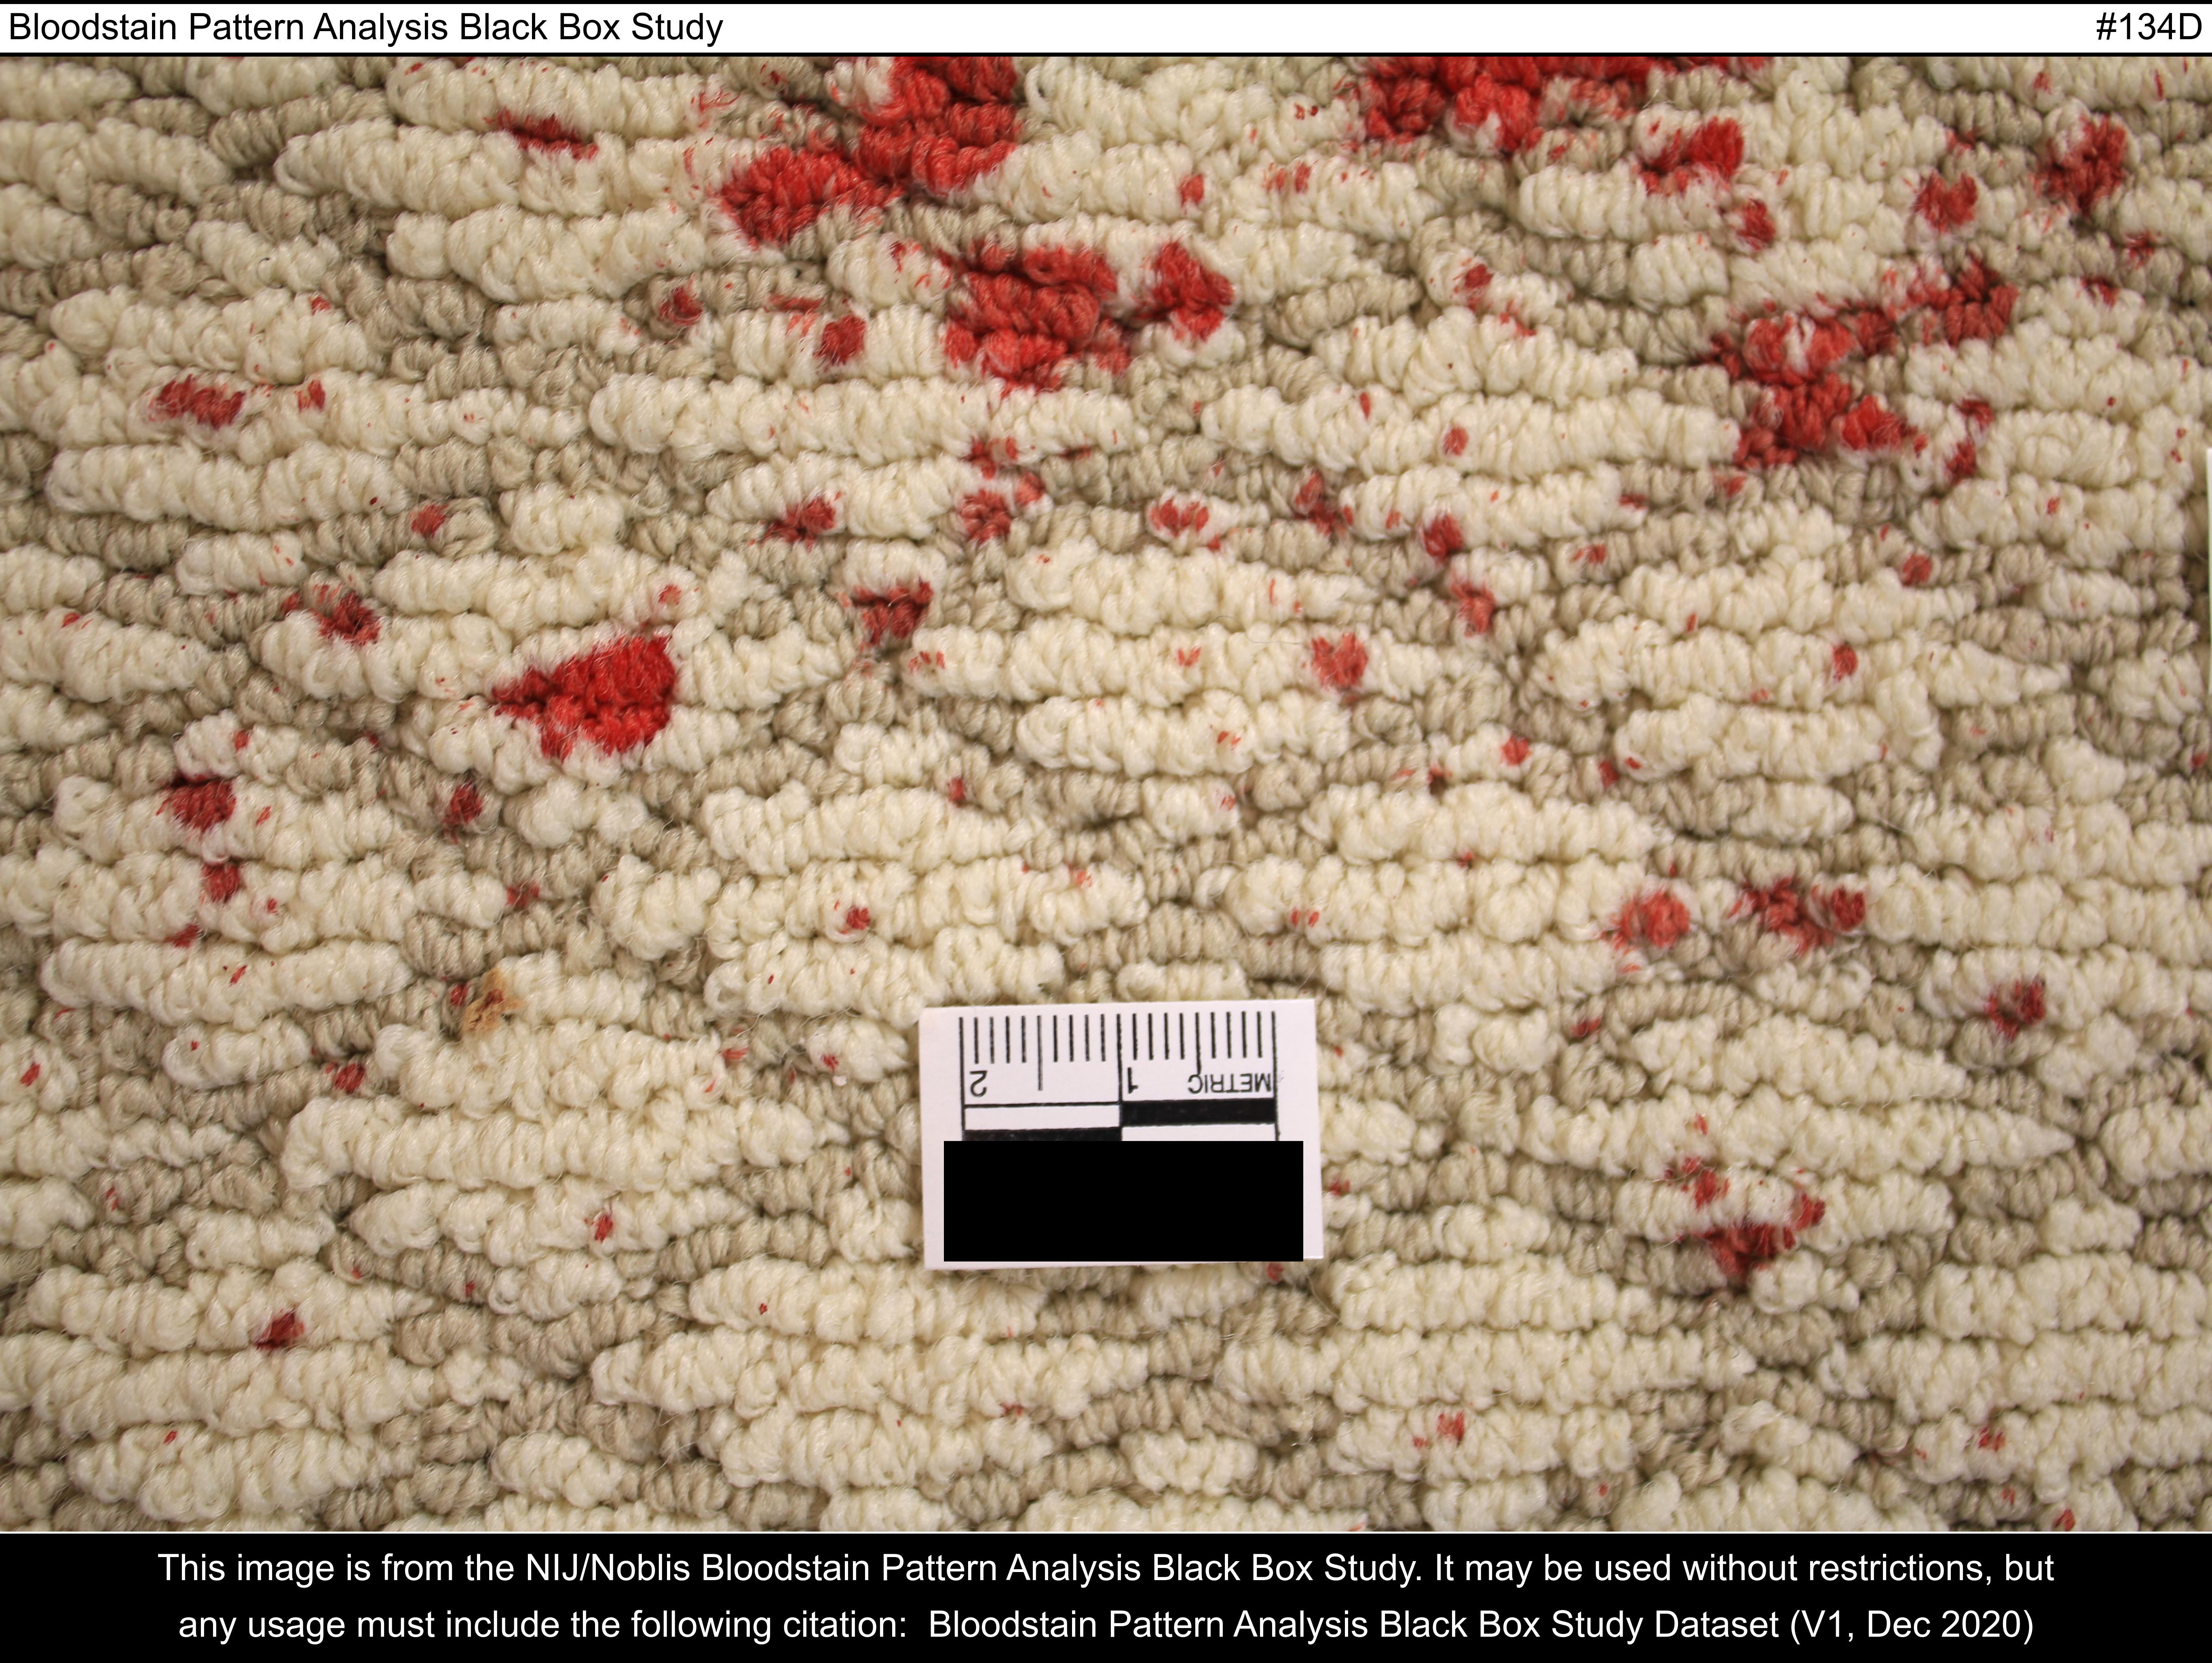 Bloodstain Pattern Analysis Black Box Study #134D
2 1 METRIC
This image is from the NIJ/Noblis Bloodstain Pattern Analysis Black Box Study. It may be used without restrictions, but
any usage must include the following citation:  Bloodstain Pattern Analysis Black Box Study Dataset (V1, Dec 2020)